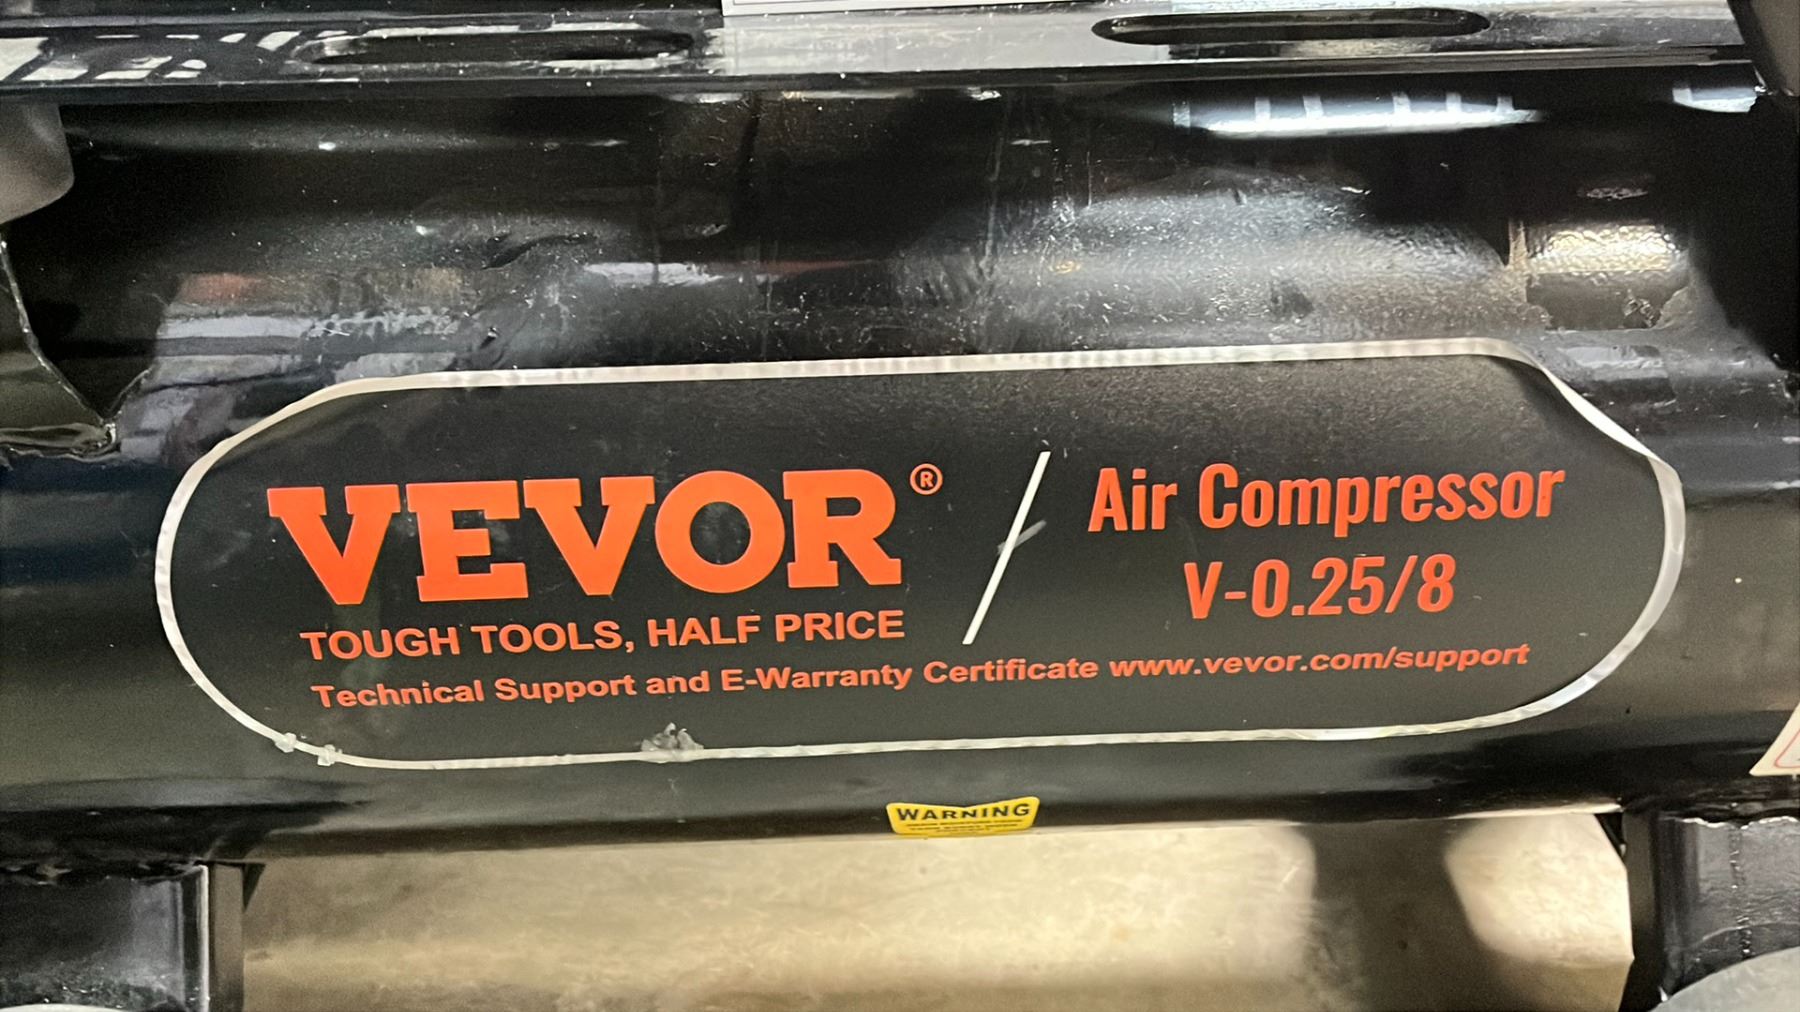 VEVOR®
TOUGH TOOLS, HALF PRICE
Air Compressor
V-0.25/8
Technical Support and E-Warranty Certificate www.vevor.com/support
WARNING